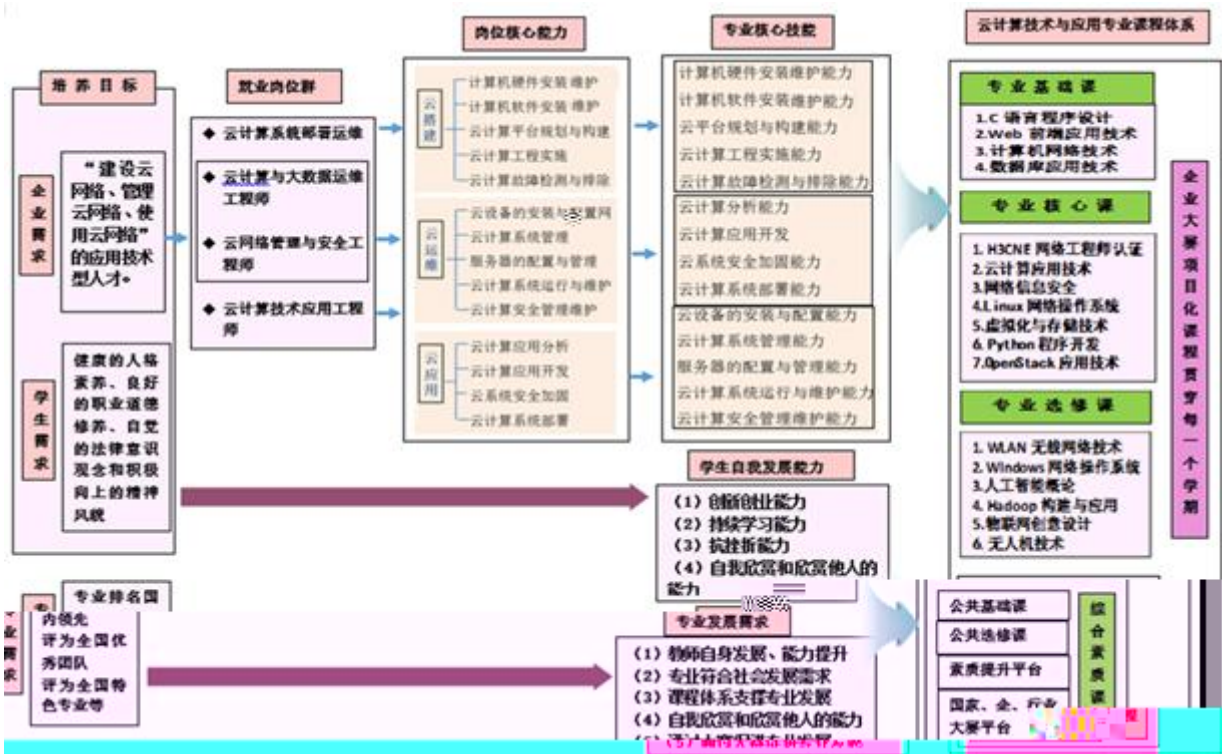 培养目标
企业需求
“建设云
网络、管理
云网络、使
用云网络”
的应用技术
型人才。
学生需求
健康的人格
素养、良好
的职业道德
修养、自觉
的法律意识
观念和积极
向上的精神
风貌
就业岗位群
◆ 云计算系统部署运维
◆ 云计算与大数据运维
工程师
◆ 云网络管理与安全工
程师
◆ 云计算技术应用工程
师
岗位核心能力
云搭建
计算机硬件安装维护
计算机软件安装维护
云计算平台规划与构建
云计算工程实施
云计算故障检测与排除
云运维
云设备的安装与配置网
云计算系统管理
服务器的配置与管理
云计算系统运行与维护
云计算安全管理维护
云应用
云计算应用分析
云计算应用开发
云系统安全加固
云计算系统部署
专业核心技能
计算机硬件安装维护能力
计算机软件安装维护能力
云平台规划与构建能力
云计算工程实施能力
云计算故障检测与排除能力
云计算分析能力
云计算应用开发
云系统安全加固能力
云计算系统部署能力
云设备的安装与配置能力
云计算系统管理能力
服务器的配置与管理能力
云计算系统运行与维护能力
云计算安全管理维护能力
学生自我发展能力
（1）创新创业能力
（2）持续学习能力
（3）抗挫折能力
（4）自我欣赏和欣赏他人的
能力
云计算技术与应用专业课程体系
专业基础课
1.C 语言程序设计
2.Web 前端应用技术
3.计算机网络技术
4.数据库应用技术
专业核心课
1. H3CNE 网络工程师认证
2.云计算应用技术
3.网络信息安全
4.Linux 网络操作系统
5.虚拟化与存储技术
6. Python 程序开发
7.OpenStack 应用技术
专业选修课
1. WLAN 无线网络技术
2. Windows 网络操作系统
3.人工智能概论
4. Hadoop 构建与应用
5.物联网创意设计
6. 无人机技术
企业大赛项目化课程贯穿每一个学期
专业需求
专业排名国
内领先
评为全国优
秀团队
评为全国特
色专业等
专业发展需求
（1）教师自身发展、能力提升
（2）专业符合社会发展需求
（3）课程体系支撑专业发展
（4）自我欣赏和欣赏他人的能力
公共基础课
公共选修课
素质提升平台
国家、企、行业
大赛平台
综合素质课